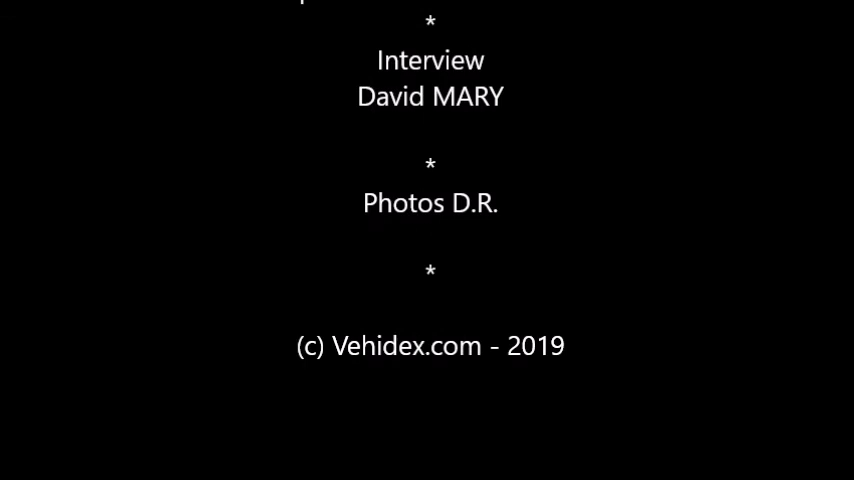 *
Interview
David MARY
*
Photos D.R.
*
(c) Vehidex.com - 2019